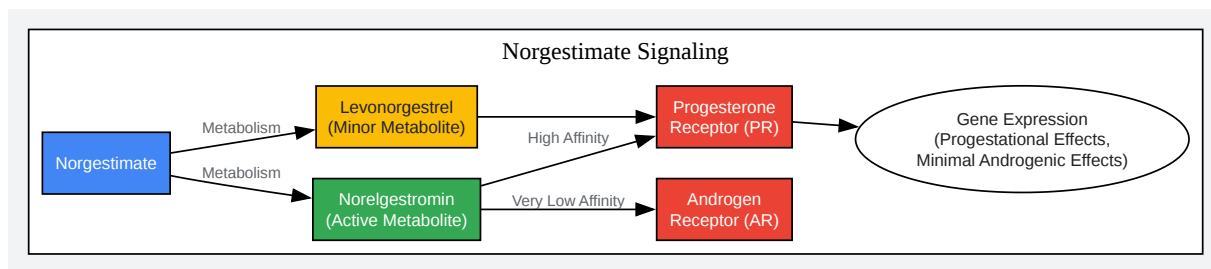 Norgestimate Signaling
Norgestimate
Metabolism
Metabolism
Levonorgestrel
(Minor Metabolite)
Norelgestromin
(Active Metabolite)
High Affinity
Very Low Affinity
Progesterone
Receptor (PR)
Androgen
Receptor (AR)
Gene Expression
(Progestational Effects,
Minimal Androgenic Effects)